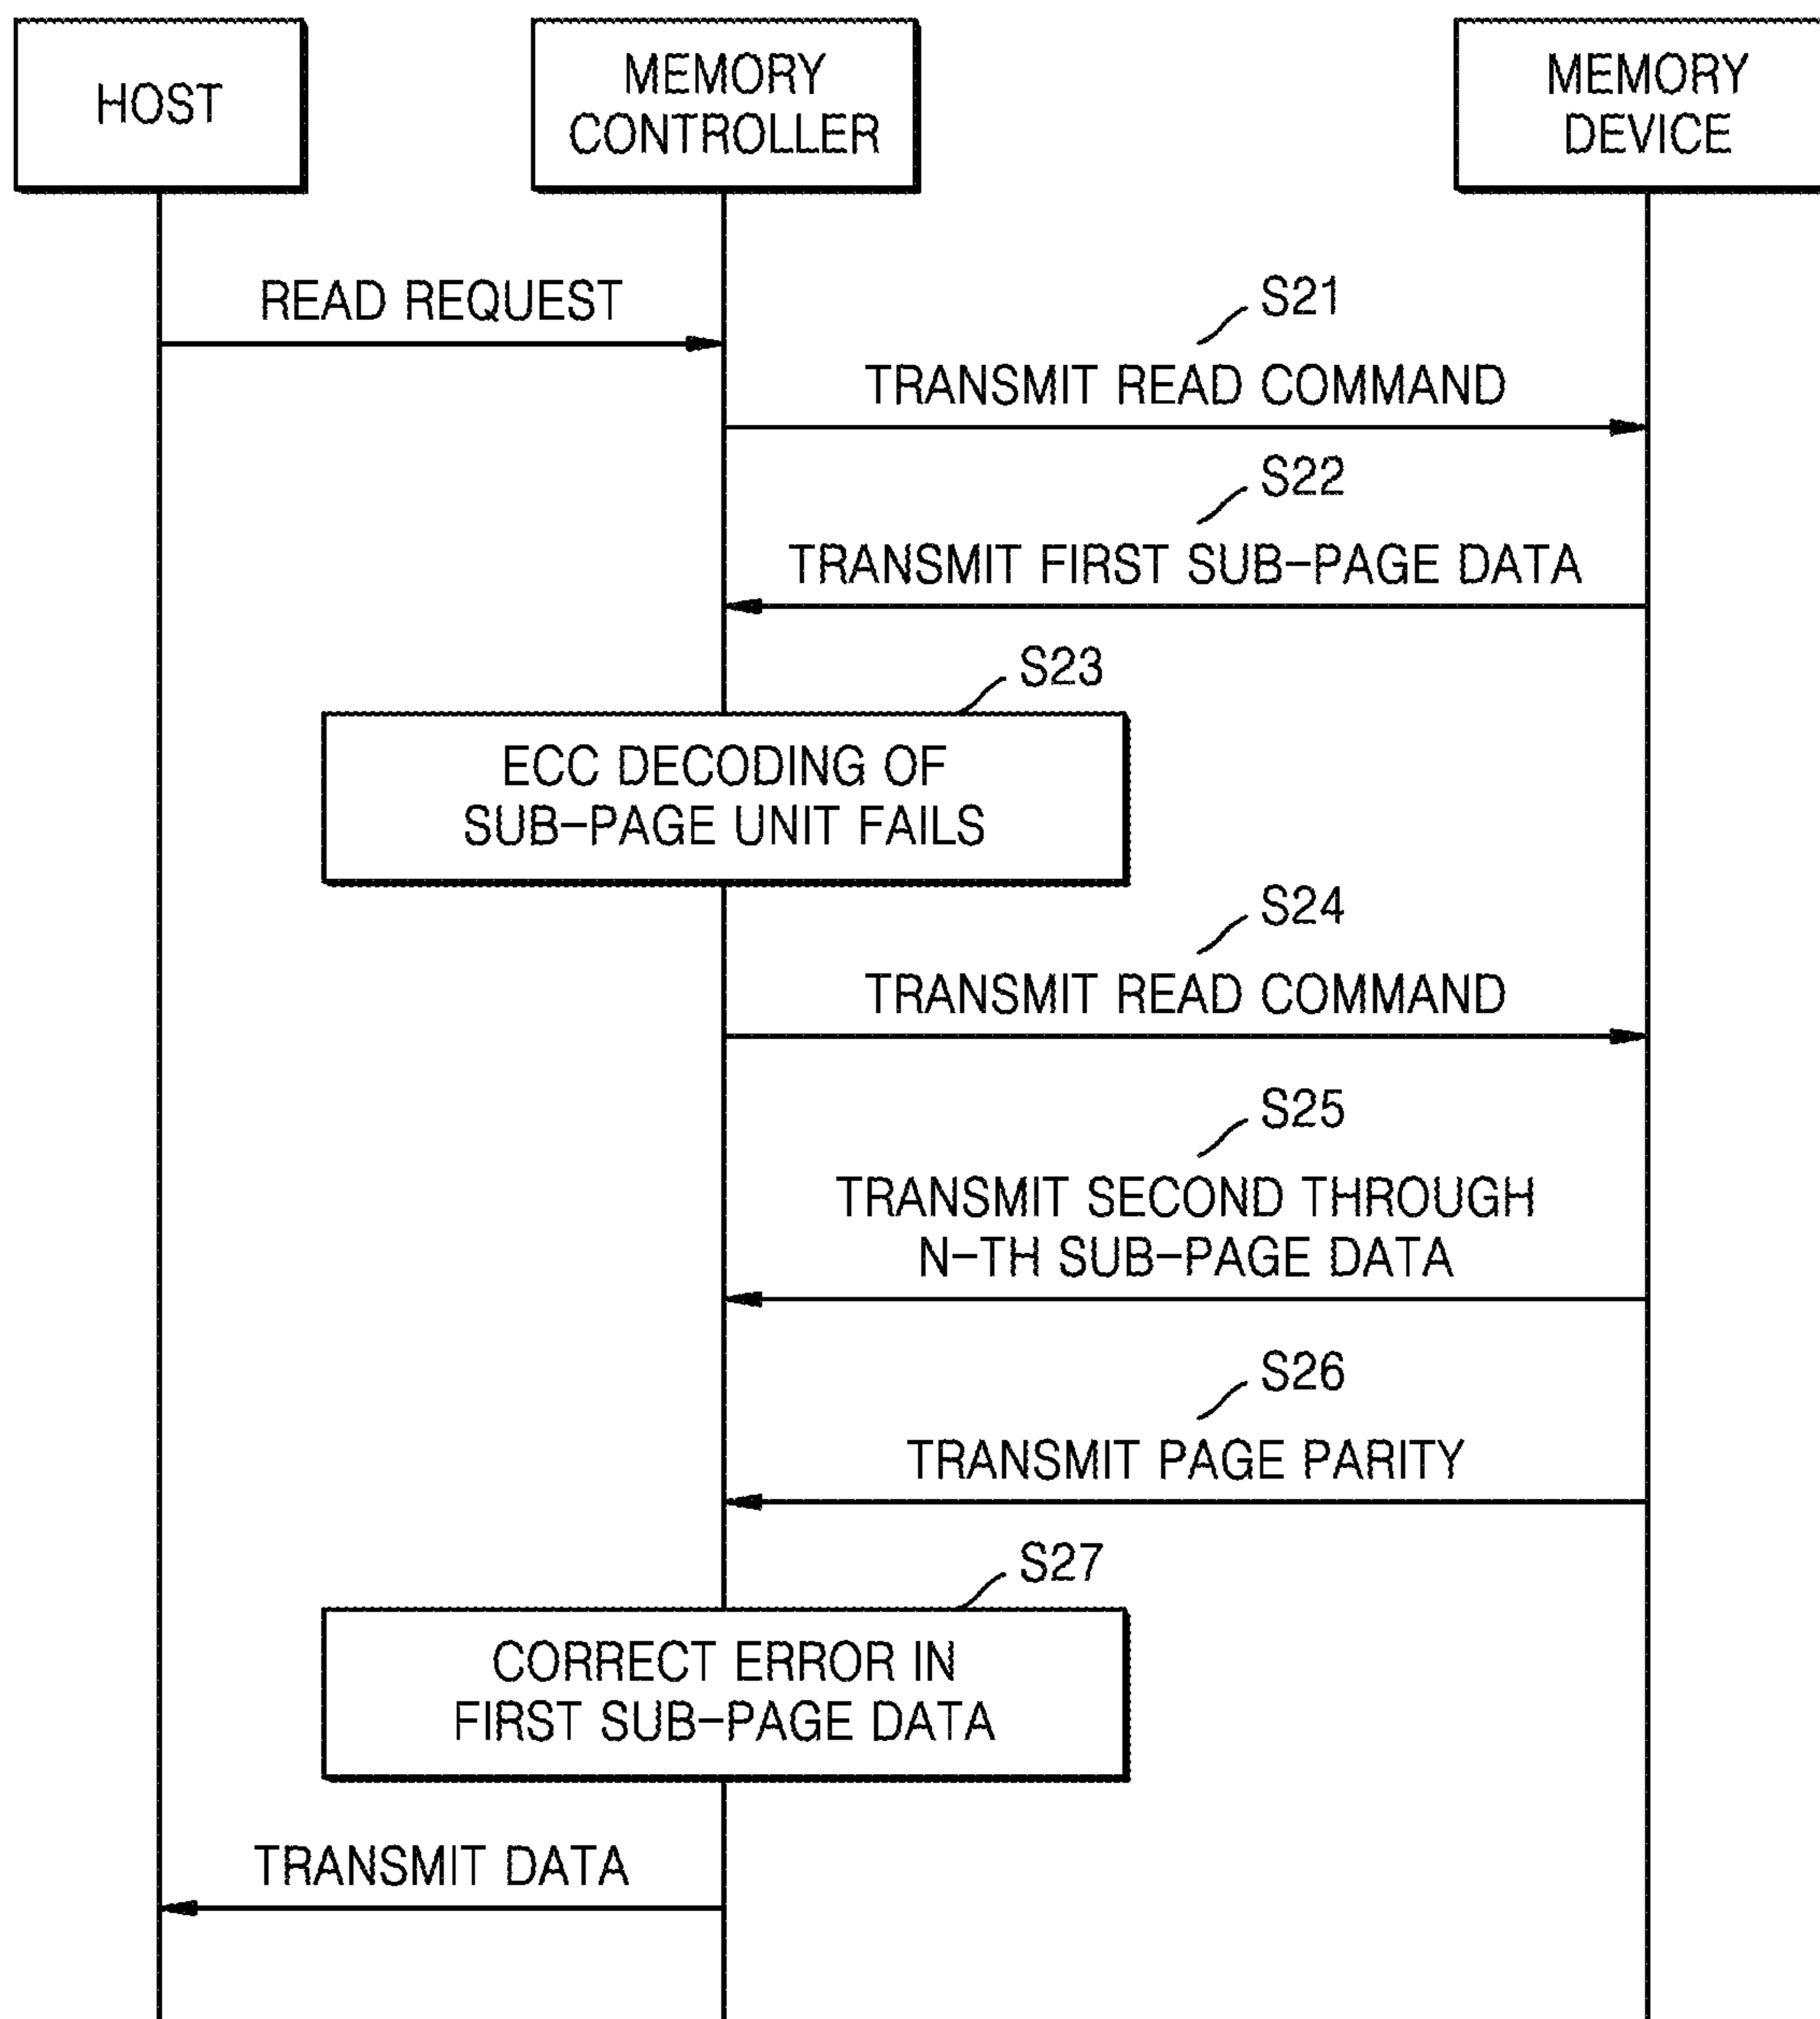 HOST
MEMORY
CONTROLLER
MEMORY
DEVICE
READ REQUEST
S21
TRANSMIT READ COMMAND
S22
TRANSMIT FIRST SUB-PAGE DATA
S23
ECC DECODING OF
SUB-PAGE UNIT FAILS
S24
TRANSMIT READ COMMAND
S25
TRANSMIT SECOND THROUGH
N-TH SUB-PAGE DATA
S26
TRANSMIT PAGE PARITY
S27
CORRECT ERROR IN
FIRST SUB-PAGE DATA
TRANSMIT DATA